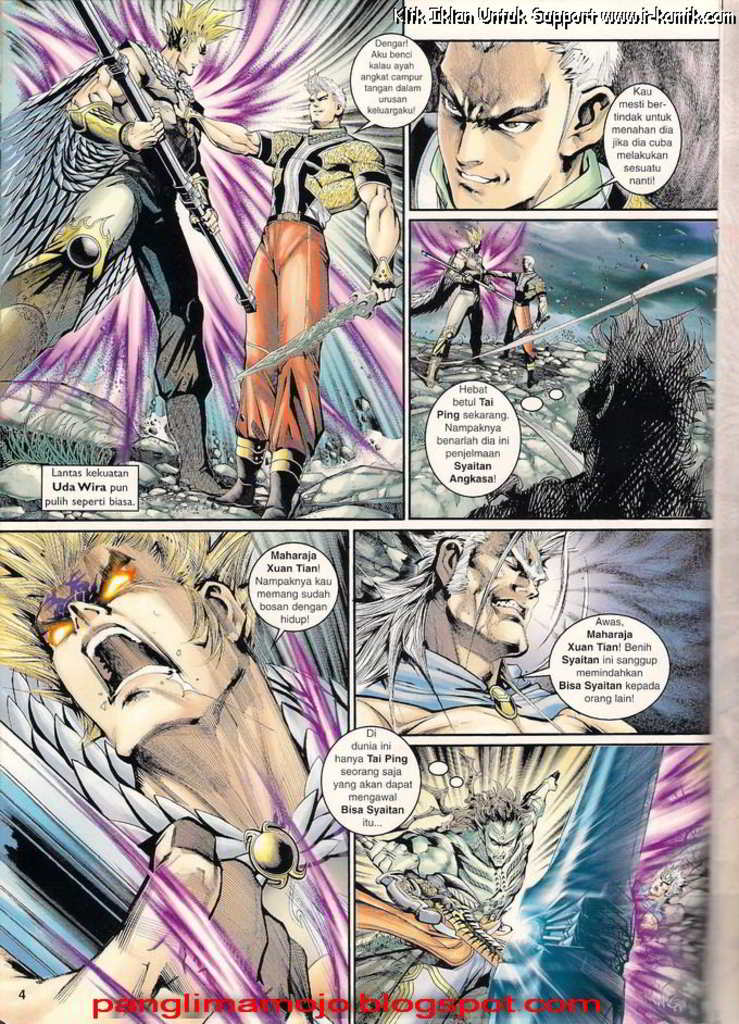 Klik Iklan Untuk Support www.ir-komik.com
Dengar!
Aku benci
kalau ayah
angkat campur
tangan dalam
urusan
keluargaku!
Kau
mesti ber-
tindak untuk
menahan dia
jika dia cuba
melakukan
sesuatu
nanti!
Lantas kekuatan
Uda Wira pun
pulih seperti biasa.
Hebat
betul Tai
Ping sekarang.
Nampaknya
benarlah dia ini
penjelmaan
Syaitan
Angkasa!
Maharaja
Xuan Tian!
Nampaknya kau
memang sudah
bosan dengan
hidup!
Awas,
Maharaja
Xuan Tian! Benih
Syaitan ini sanggup
memindahkan
Bisa Syaitan kepada
orang lain!
Di
dunia ini
hanya Tai Ping
seorang saja
yang akan dapat
mengawal
Bisa Syaitan
itu...
4
panglimamojo.blogspot.com